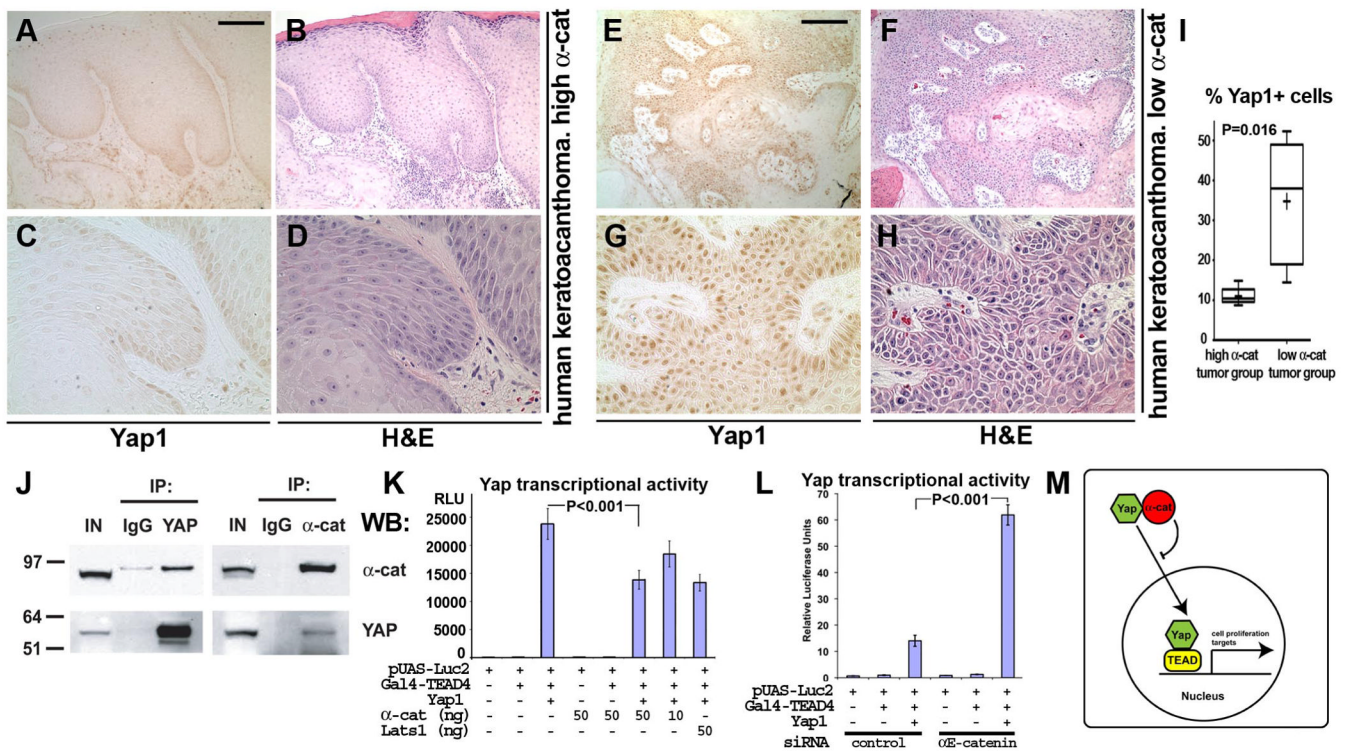 A
B
C
D
Yap1
H&E
human keratoacanthoma. high α-cat
E
F
G
H
Yap1
H&E
human keratoacanthoma. low α-cat
I
% Yap1+ cells
P=0.016
50
40
30
20
10
0
high α-cat
tumor group
low α-cat
tumor group
J
IP:
IP:
IN
IgG
YAP
IN
IgG
α-cat
WB:
97
α-cat
64
51
YAP
K
Yap transcriptional activity
RLU
P<0.001
25000
20000
15000
10000
5000
0
pUAS-Luc2 + + + + + + + +
Gal4-TEAD4 - + + - + + + +
Yap1 - - + - - + + +
α-cat (ng) - - - 50 50 50 10 -
Lats1 (ng) - - - - - - - 50
L
Yap transcriptional activity
P<0.001
Relative Luciferase Units
70
60
50
40
30
20
10
0
pUAS-Luc2 + + + + + +
Gal4-TEAD4 - + + - + +
Yap1 - - + - - +
siRNA control αE-catenin
M
Yap
α-cat
Yap
TEAD
cell proliferation
targets
Nucleus